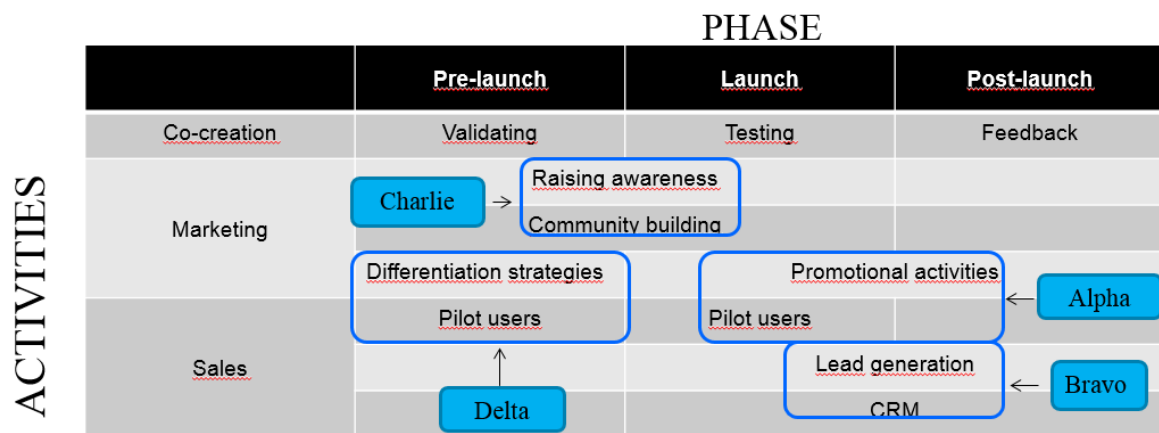 PHASE
Pre-launch Launch Post-launch
Co-creation Validating Testing Feedback
ACTIVITIES
Marketing
Raising awareness
Charlie
Community building
Differentiation strategies Promotional activities
Alpha
Pilot users Pilot users
Sales
Lead generation
Bravo
Delta
CRM